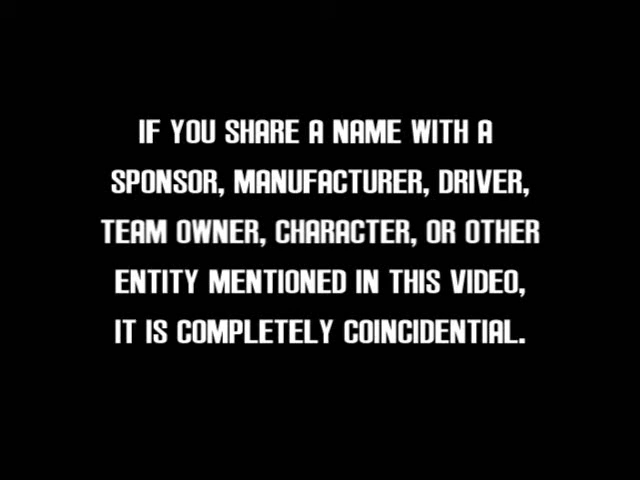 IF YOU SHARE A NAME WITH A
SPONSOR, MANUFACTURER, DRIVER,
TEAM OWNER, CHARACTER, OR OTHER
ENTITY MENTIONED IN THIS VIDEO,
IT IS COMPLETELY COINCIDENTIAL.